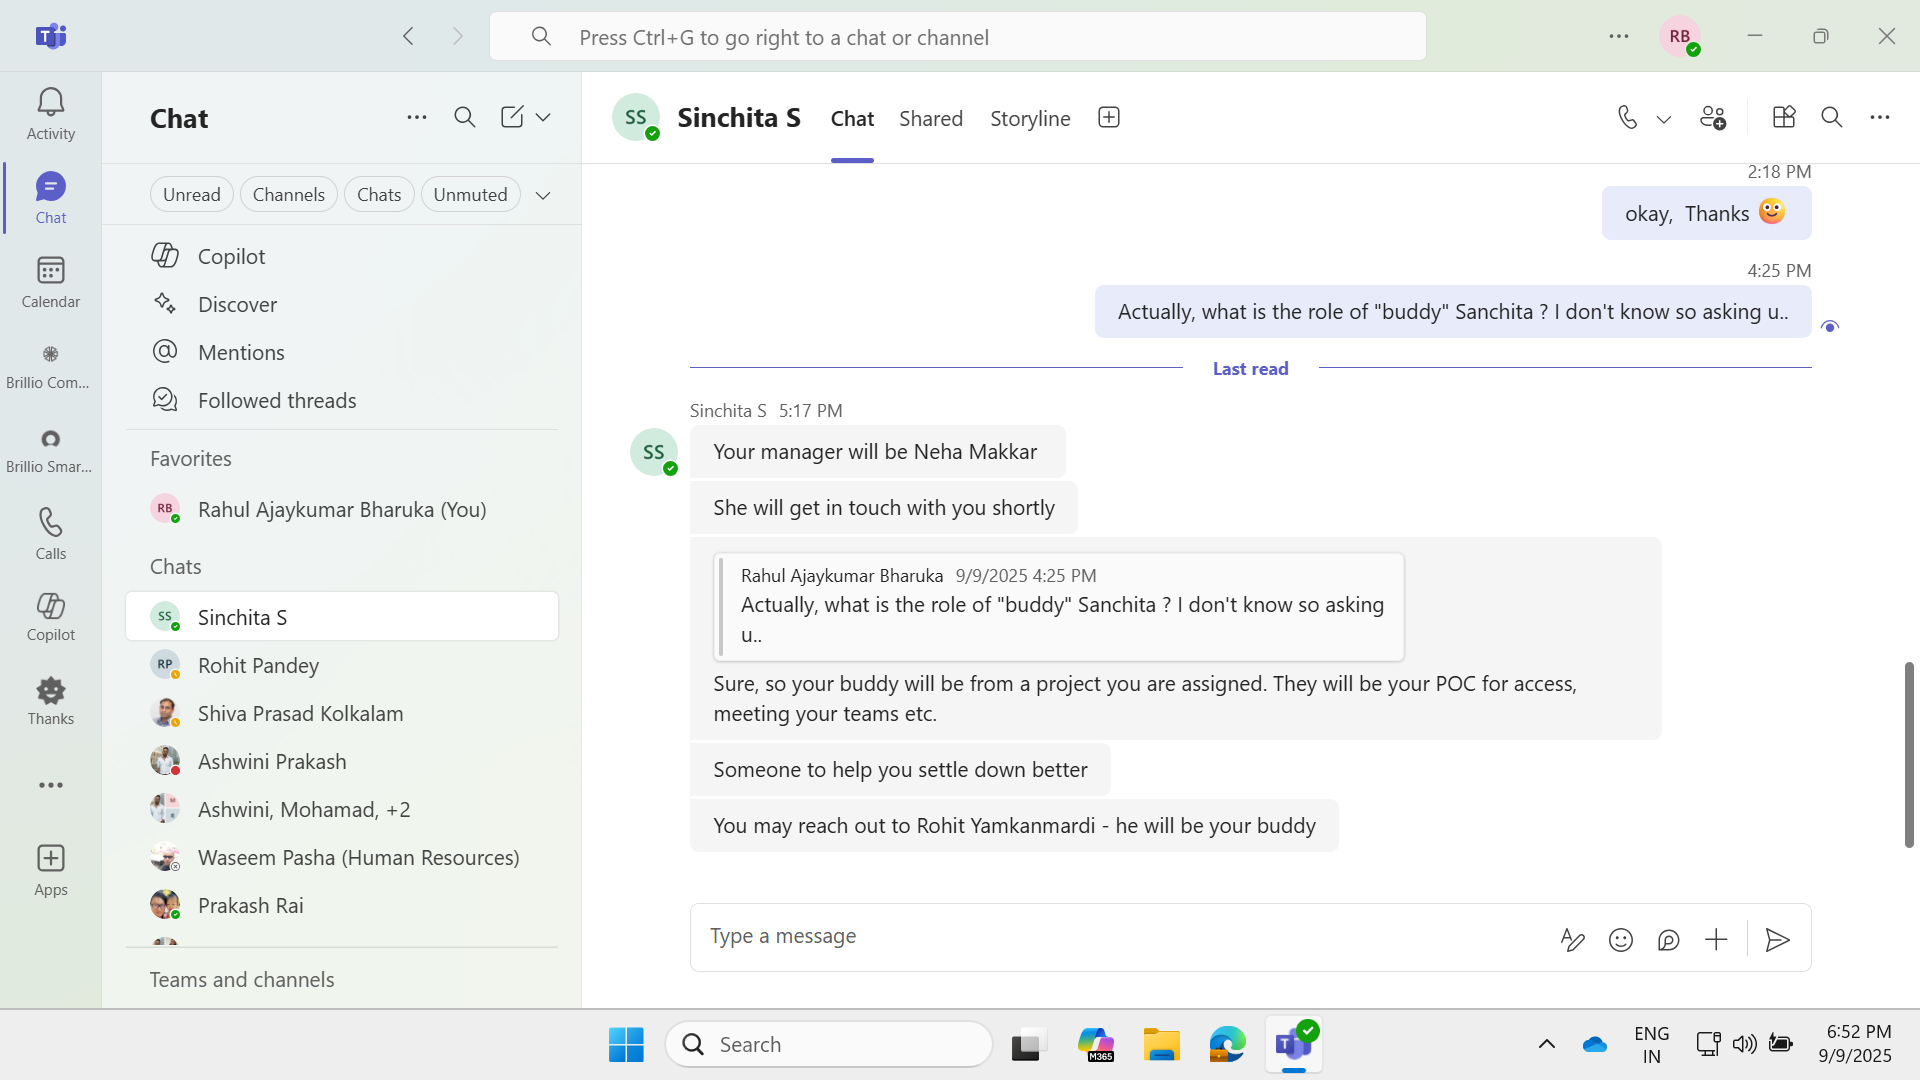 Press Ctrl+G to go right to a chat or channel
RB
Activity
Chat
Calendar
Brillio Com...
Brillio Smar...
Calls
Copilot
Thanks
Apps
Chat
Unread
Channels
Chats
Unmuted
Copilot
Discover
Mentions
Followed threads
Favorites
RB Rahul Ajaykumar Bharuka (You)
Chats
SS Sinchita S
RP Rohit Pandey
Shiva Prasad Kolkalam
Ashwini Prakash
Ashwini, Mohamad, +2
Waseem Pasha (Human Resources)
Prakash Rai
Teams and channels
SS Sinchita S Chat Shared Storyline
2:18 PM
okay, Thanks
4:25 PM
Actually, what is the role of "buddy" Sanchita ? I don't know so asking u..
Last read
Sinchita S 5:17 PM
SS
Your manager will be Neha Makkar
She will get in touch with you shortly
Rahul Ajaykumar Bharuka 9/9/2025 4:25 PM
Actually, what is the role of "buddy" Sanchita ? I don't know so asking
u..
Sure, so your buddy will be from a project you are assigned. They will be your POC for access,
meeting your teams etc.
Someone to help you settle down better
You may reach out to Rohit Yamkanmardi - he will be your buddy
Type a message
Search
M365
ENG
IN
6:52 PM
9/9/2025